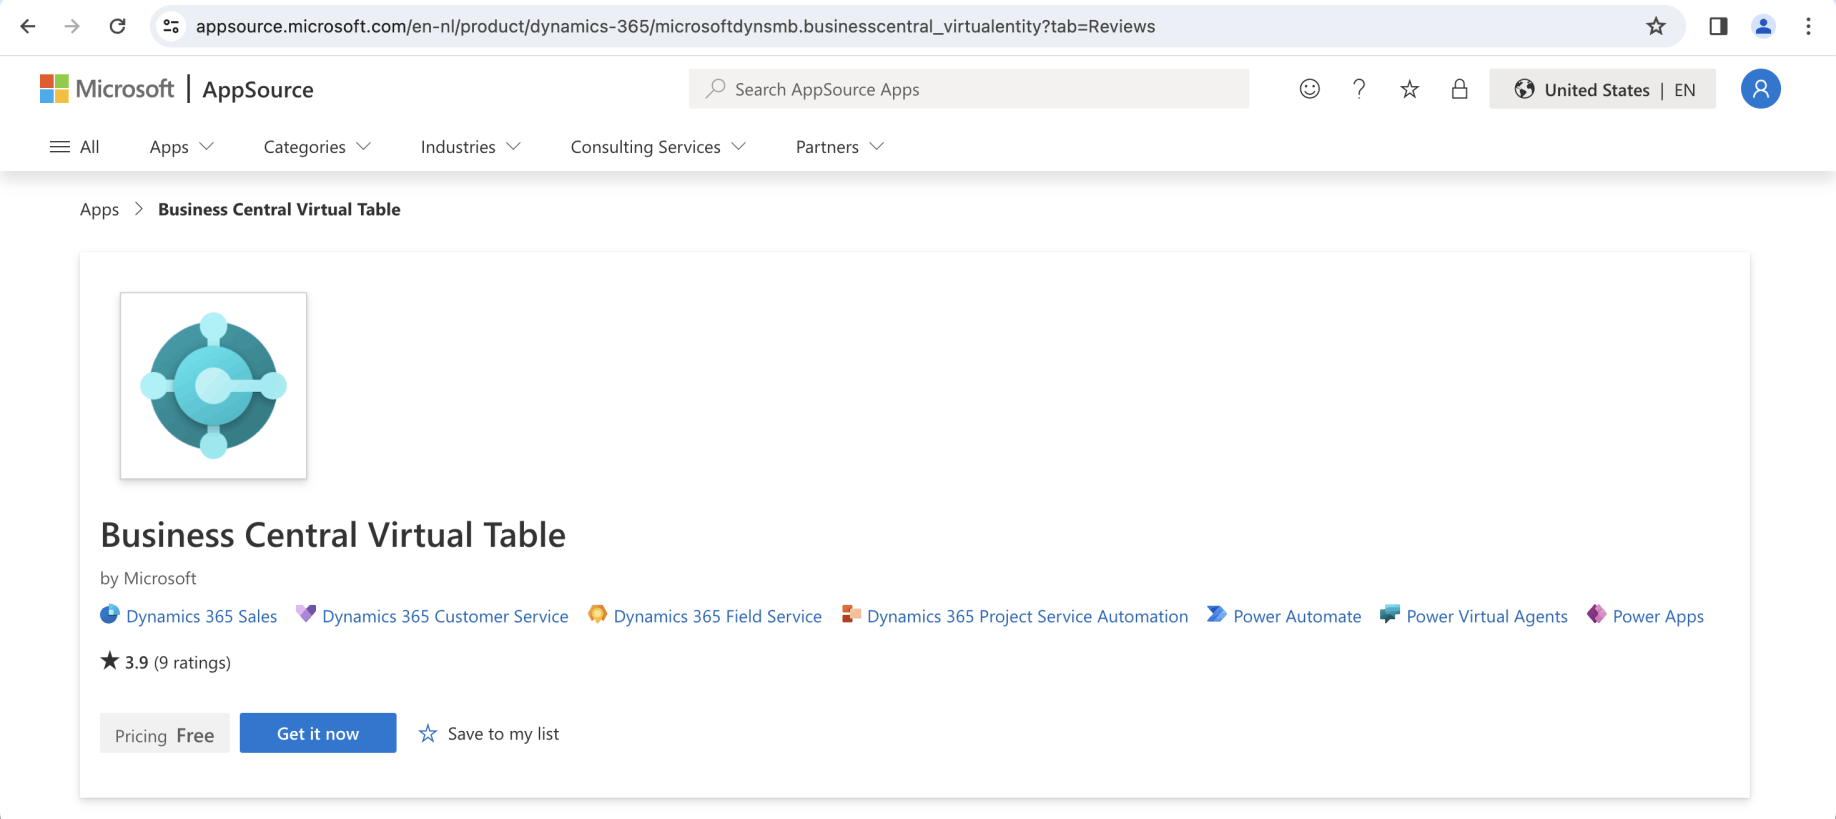 appsource.microsoft.com/en-nl/product/dynamics-365/microsoftdynsmb.businesscentral_virtualentity?tab=Reviews
Microsoft | AppSource
Search AppSource Apps
United States | EN
All Apps Categories Industries Consulting Services Partners
Apps > Business Central Virtual Table
Business Central Virtual Table
by Microsoft
Dynamics 365 Sales Dynamics 365 Customer Service Dynamics 365 Field Service Dynamics 365 Project Service Automation Power Automate Power Virtual Agents Power Apps
★ 3.9 (9 ratings)
Pricing Free Get it now Save to my list